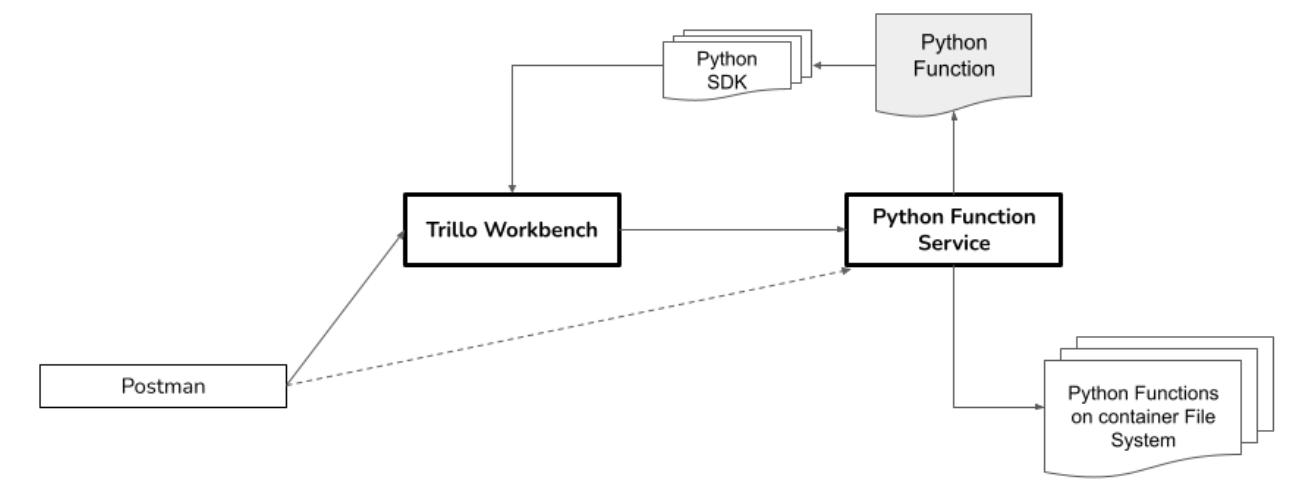 Python
Function
Python
SDK
Trillo Workbench
Python Function
Service
Postman
Python Functions
on container File
System